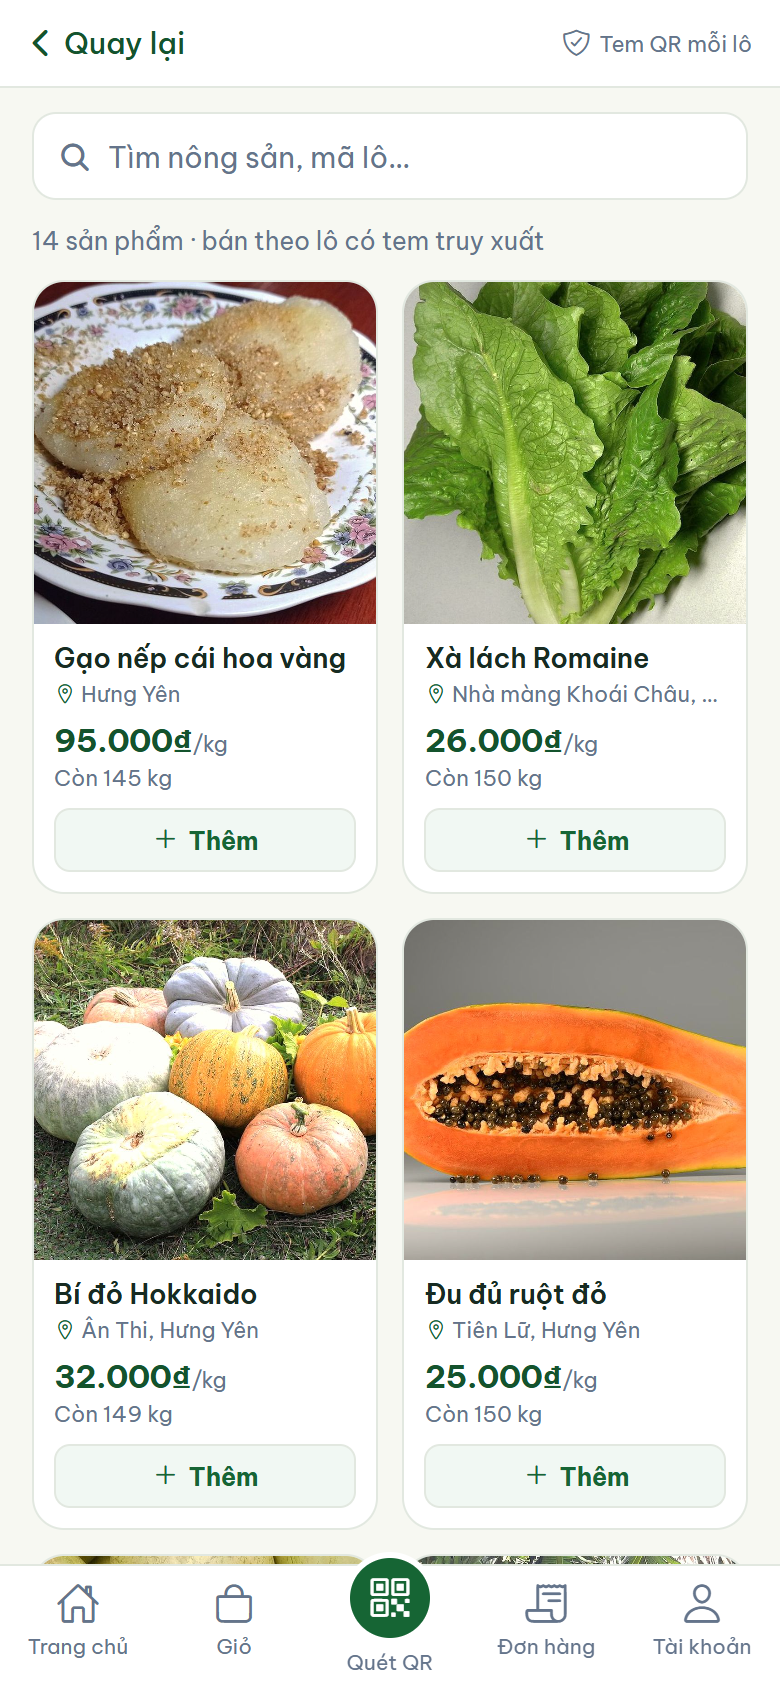 Quay lại
Tem QR mỗi lô
Tìm nông sản, mã lô...
14 sản phẩm · bán theo lô có tem truy xuất
Gạo nếp cái hoa vàng
Hưng Yên
95.000₫/kg
Còn 145 kg
+ Thêm
Xà lách Romaine
Nhà màng Khoái Châu, ...
26.000₫/kg
Còn 150 kg
+ Thêm
Bí đỏ Hokkaido
Ân Thi, Hưng Yên
32.000₫/kg
Còn 149 kg
+ Thêm
Đu đủ ruột đỏ
Tiên Lữ, Hưng Yên
25.000₫/kg
Còn 150 kg
+ Thêm
Trang chủ
Giỏ
Quét QR
Đơn hàng
Tài khoản